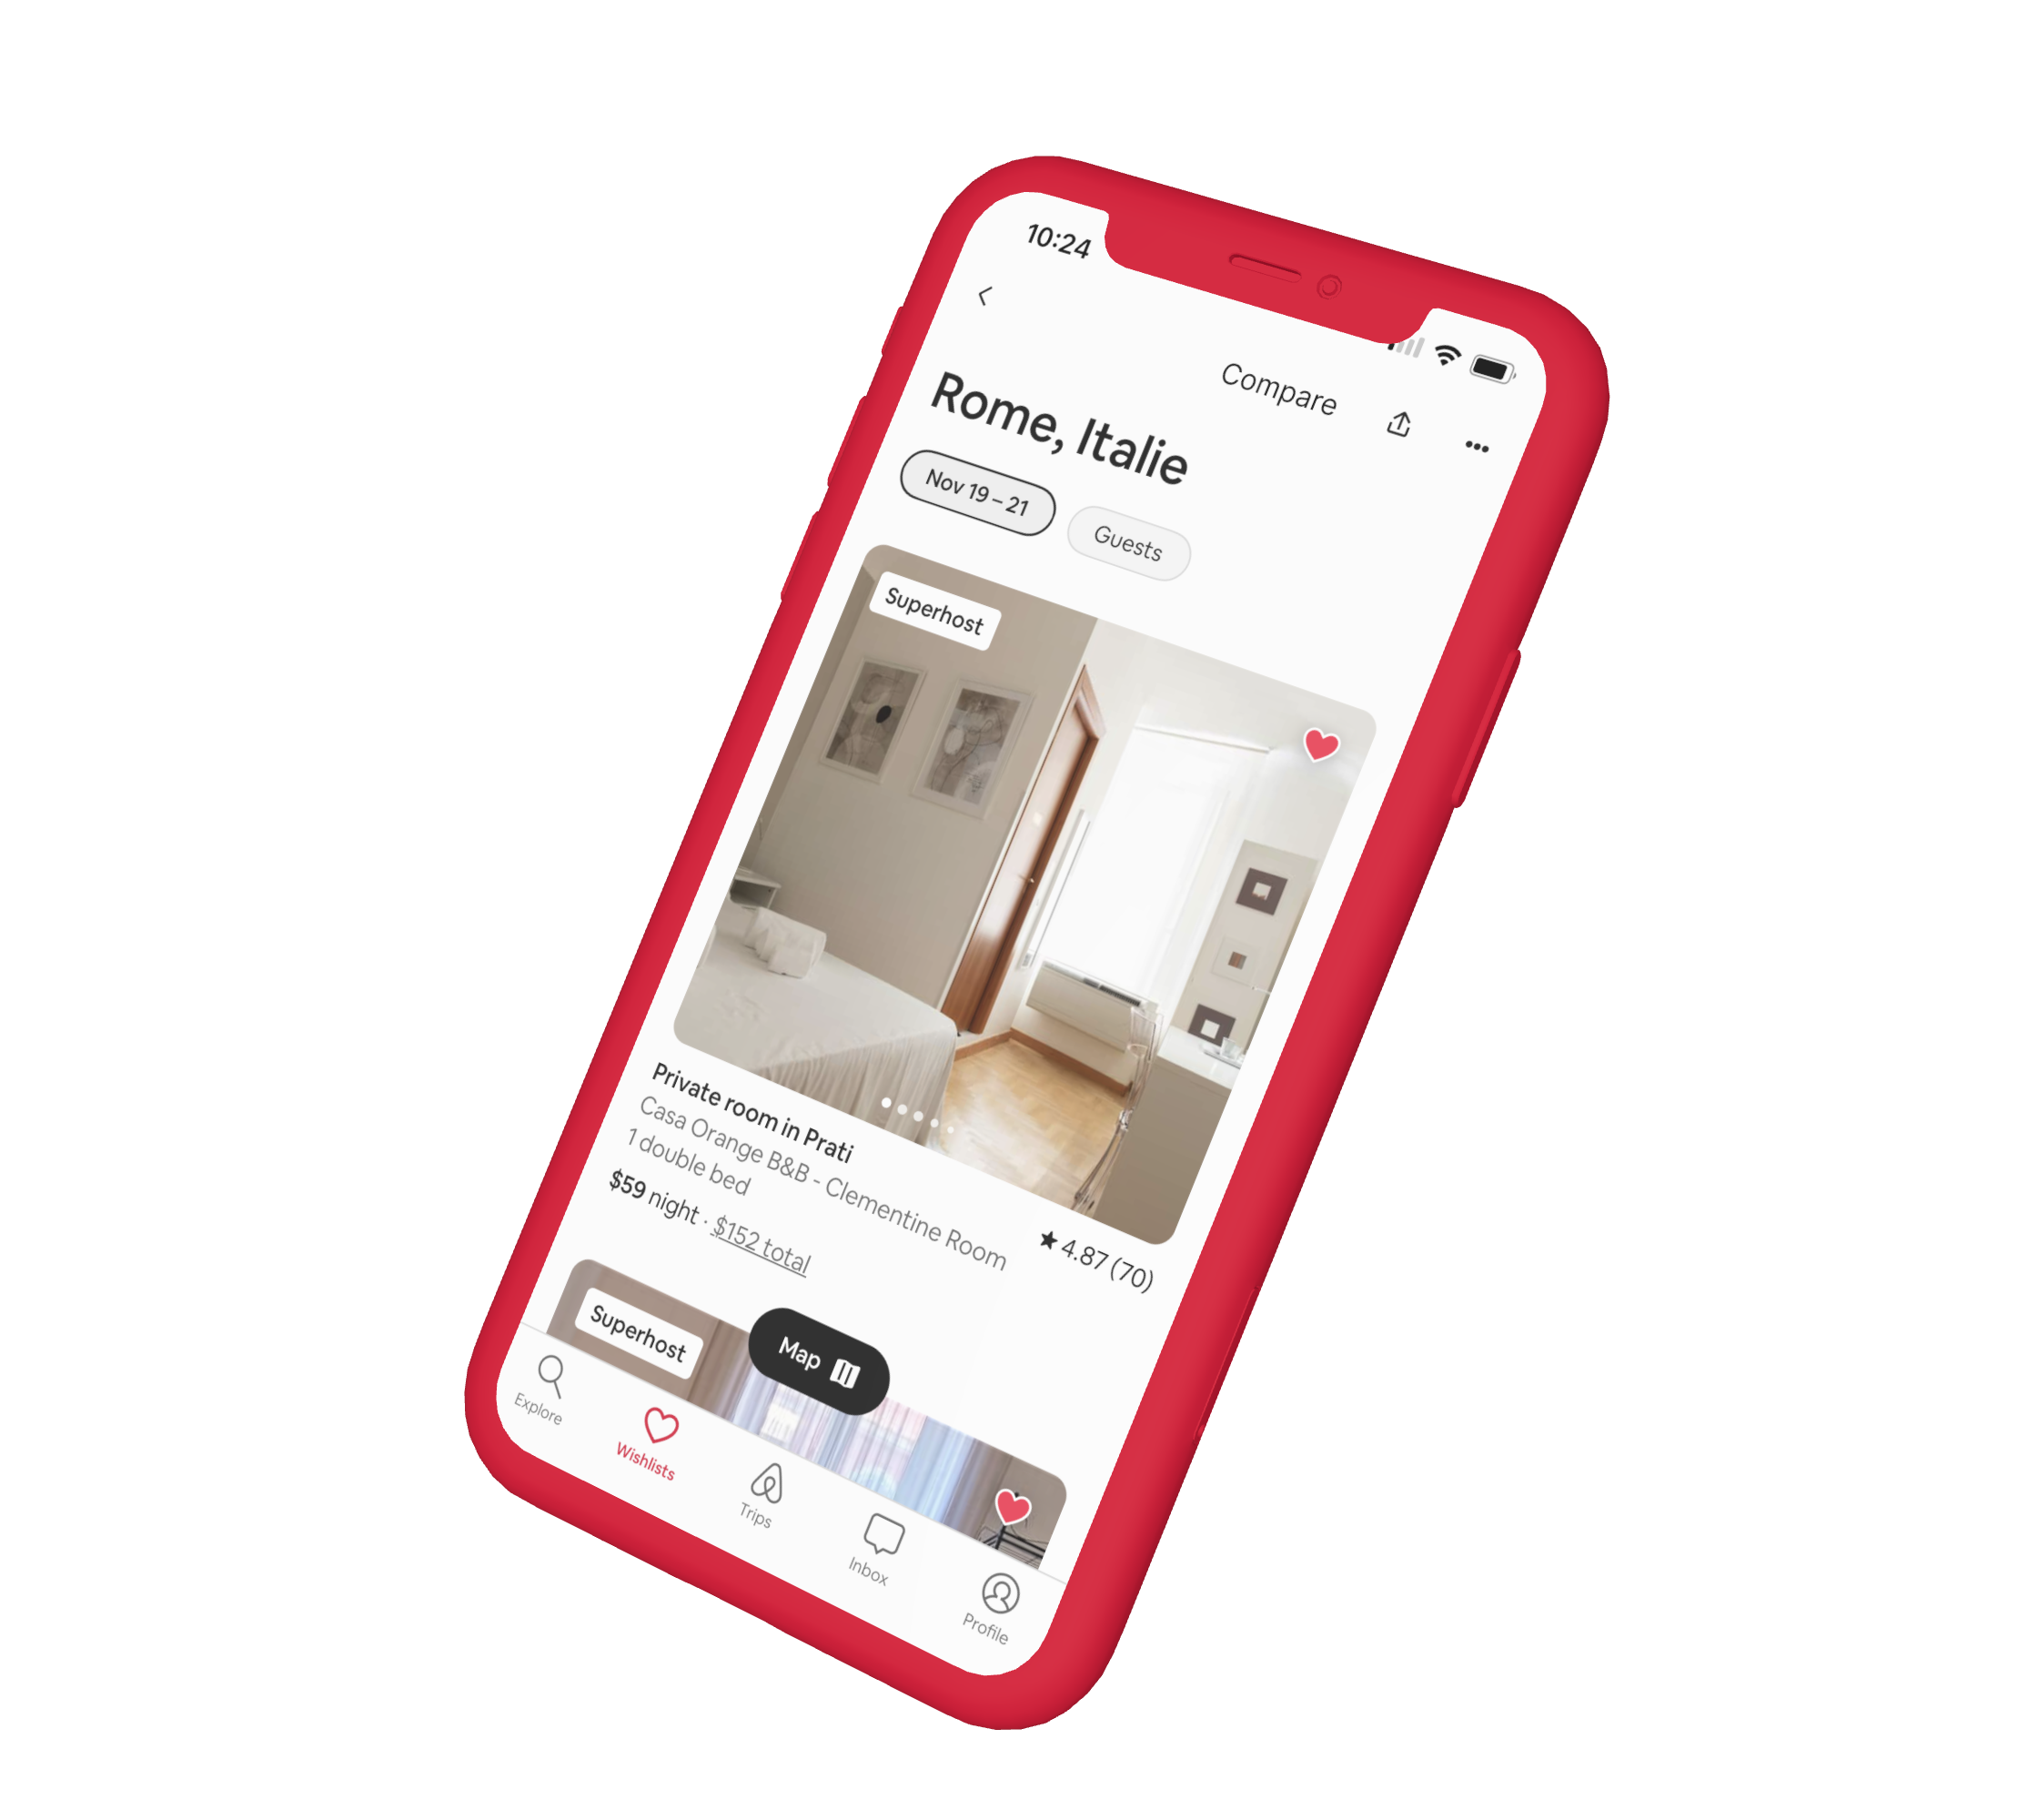 10:24
Compare
Rome, Italie
Nov 19 – 21
Guests
Superhost
Private room in Prati
Casa Orange B&B - Clementine Room
★ 4.87 (70)
1 double bed
$59 night · $152 total
Superhost
Map
Explore
Wishlists
Trips
Inbox
Profile